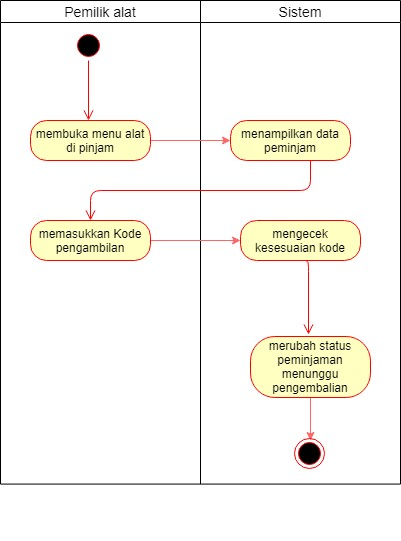 Pemilik alat
Sistem
membuka menu alat
di pinjam
menampilkan data
peminjam
memasukkan Kode
pengambilan
mengecek
kesesuaian kode
merubah status
peminjaman
menunggu
pengembalian